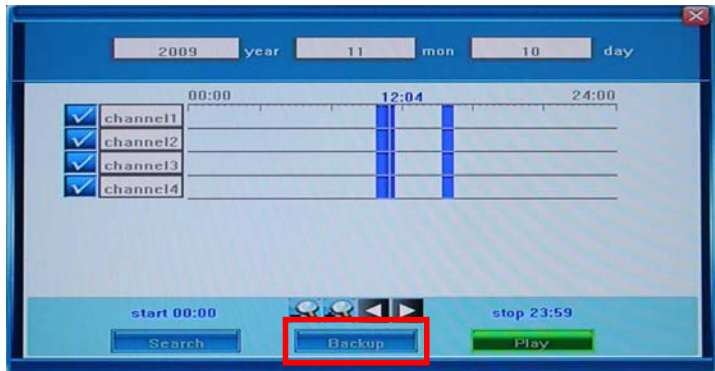 2009 year 11 mon 10 day
00:00 12:04 24:00
channel1
channel2
channel3
channel4
start 00:00 stop 23:59
Search Backup Play